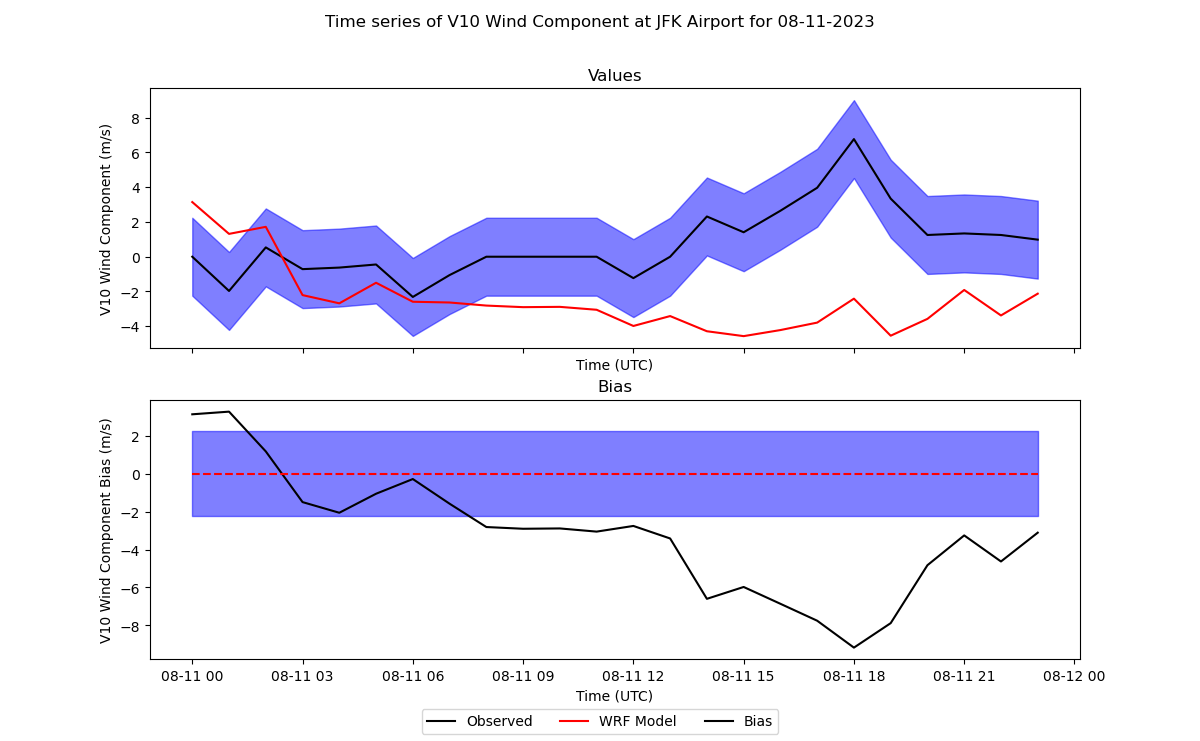 Time series of V10 Wind Component at JFK Airport for 08-11-2023
Values
V10 Wind Component (m/s)
8
6
4
2
0
−2
−4
Time (UTC)
Bias
V10 Wind Component Bias (m/s)
2
0
−2
−4
−6
−8
08-11 00 08-11 03 08-11 06 08-11 09 08-11 12 08-11 15 08-11 18 08-11 21 08-12 00
Time (UTC)
Observed WRF Model Bias